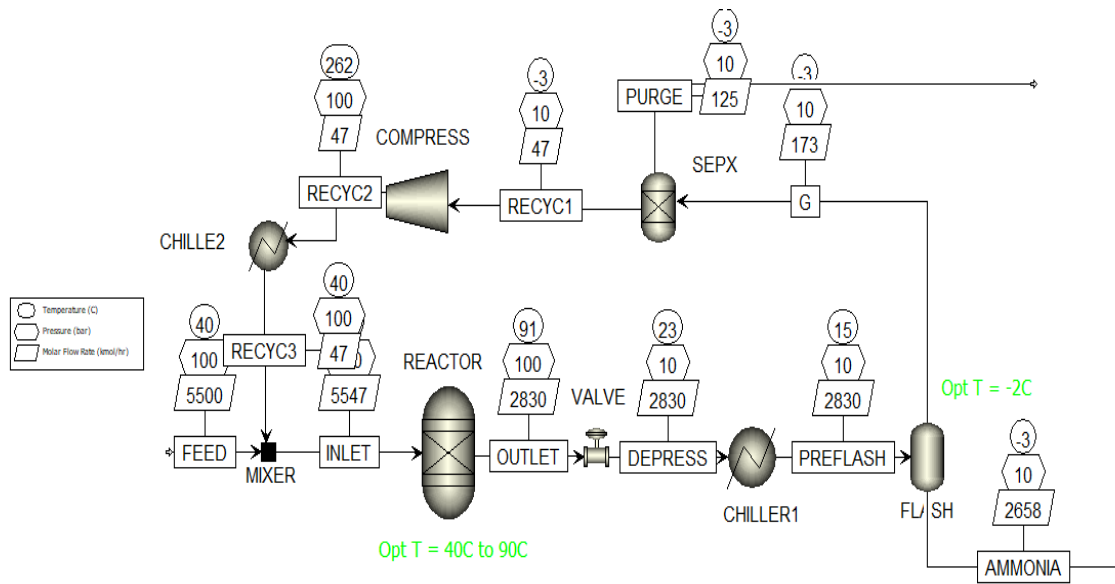 -3
10
125
PURGE
-3
10
173
G
SEPX
262
100
47
COMPRESS
RECYC2
-3
10
47
RECYC1
CHILLE2
Temperature (C)
Pressure (bar)
Molar Flow Rate (kmol/hr)
40
100
5500
FEED
RECYC3
40
100
47
5547
INLET
MIXER
REACTOR
91
100
2830
OUTLET
VALVE
23
10
2830
DEPRESS
CHILLER1
15
10
2830
PREFLASH
Opt T = -2C
FLASH
-3
10
2658
AMMONIA
Opt T = 40C to 90C